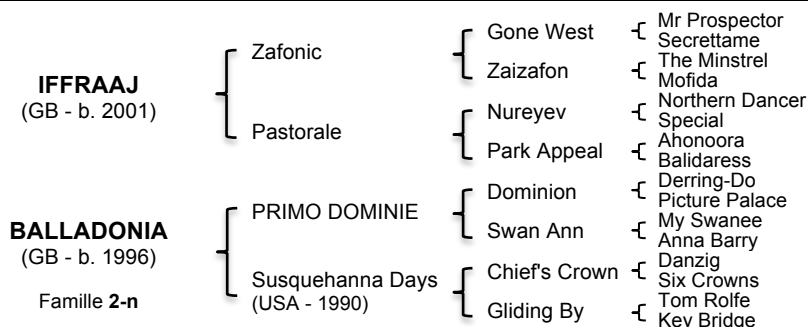 IFFRAAJ
(GB - b. 2001)
Zafonic
Pastorale
Gone West
Zaizafon
Nureyev
Park Appeal
Mr Prospector
Secrettame
The Minstrel
Mofida
Northern Dancer
Special
Ahonoora
Balidaress
BALLADONIA
(GB - b. 1996)
Famille 2-n
PRIMO DOMINIE
Susquehanna Days
(USA - 1990)
Dominion
Swan Ann
Chief's Crown
Gliding By
Derring-Do
Picture Palace
My Swanee
Anna Barry
Danzig
Six Crowns
Tom Rolfe
Key Bridge